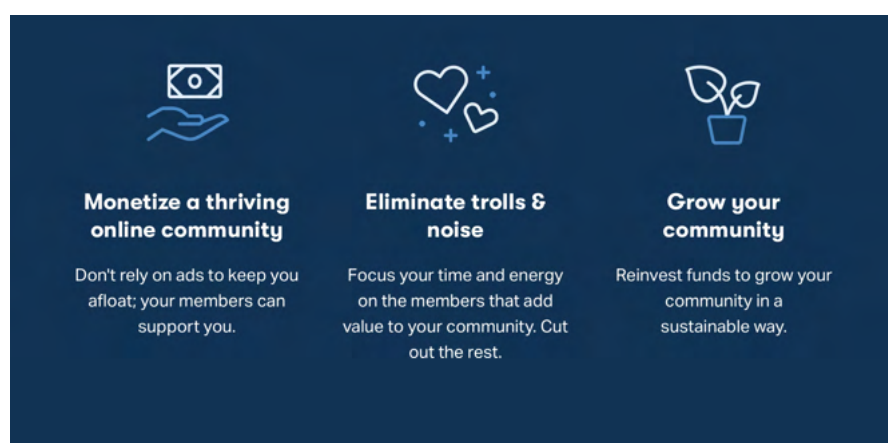 Monetize a thriving
online community
Don't rely on ads to keep you
afloat; your members can
support you.
Eliminate trolls &
noise
Focus your time and energy
on the members that add
value to your community. Cut
out the rest.
Grow your
community
Reinvest funds to grow your
community in a
sustainable way.